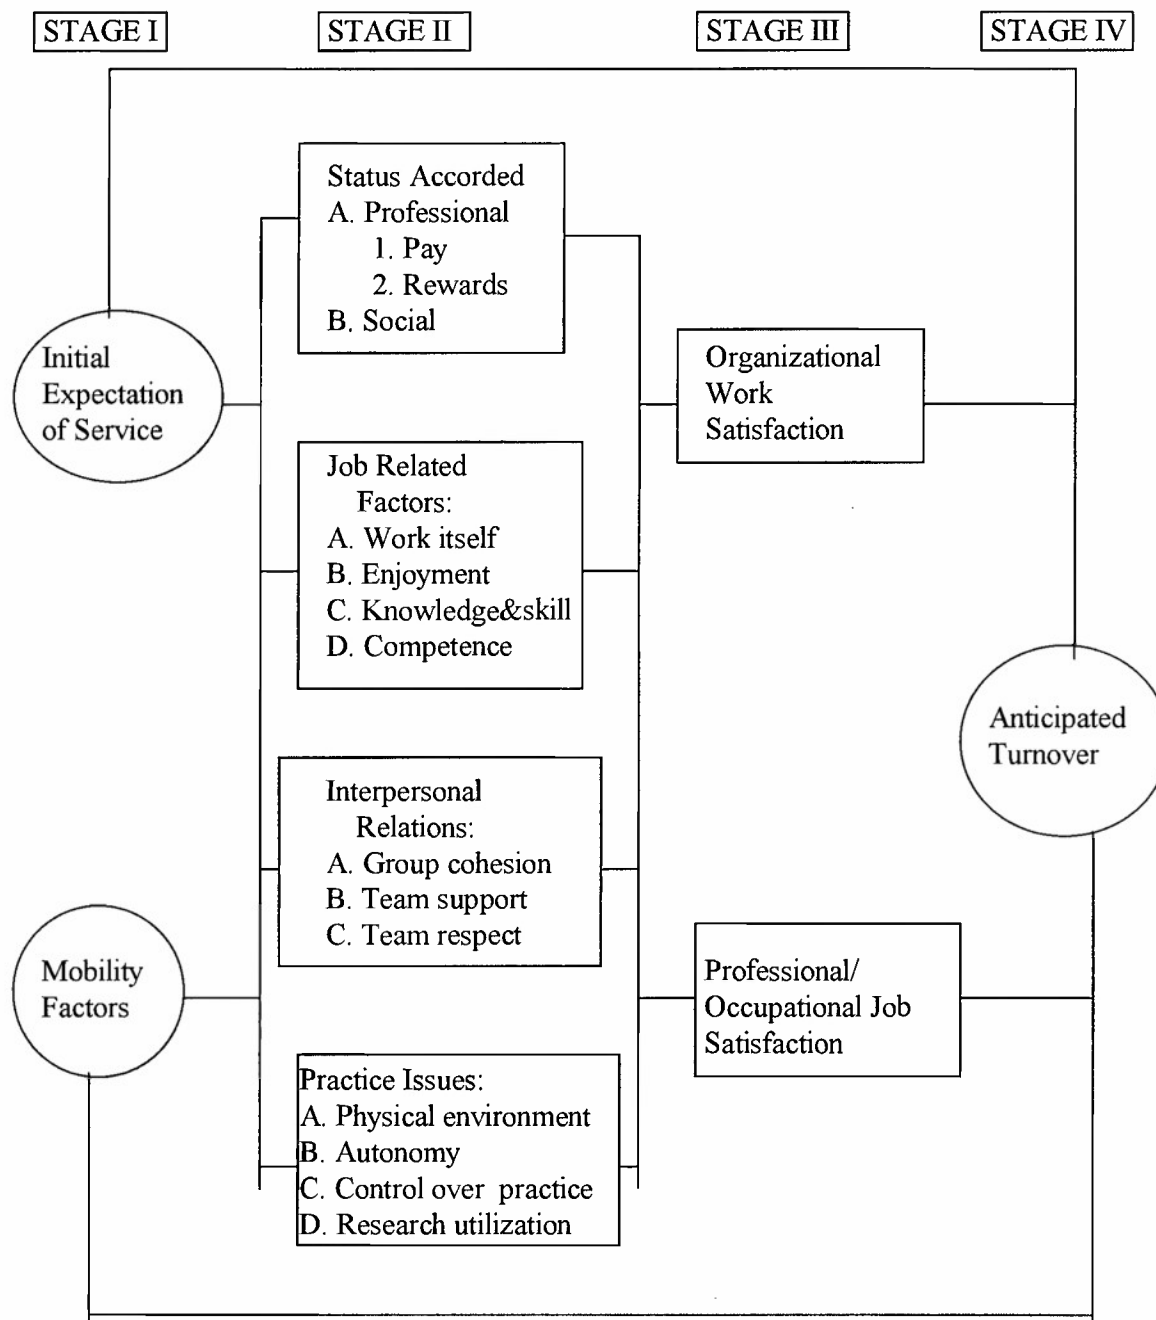 STAGE I
STAGE II
STAGE III
STAGE IV
Initial
Expectation
of Service
Mobility
Factors
Status Accorded
A. Professional
1. Pay
2. Rewards
B. Social
Job Related
Factors:
A. Work itself
B. Enjoyment
C. Knowledge&skill
D. Competence
Interpersonal
Relations:
A. Group cohesion
B. Team support
C. Team respect
Practice Issues:
A. Physical environment
B. Autonomy
C. Control over practice
D. Research utilization
Organizational
Work
Satisfaction
Professional/
Occupational Job
Satisfaction
Anticipated
Turnover